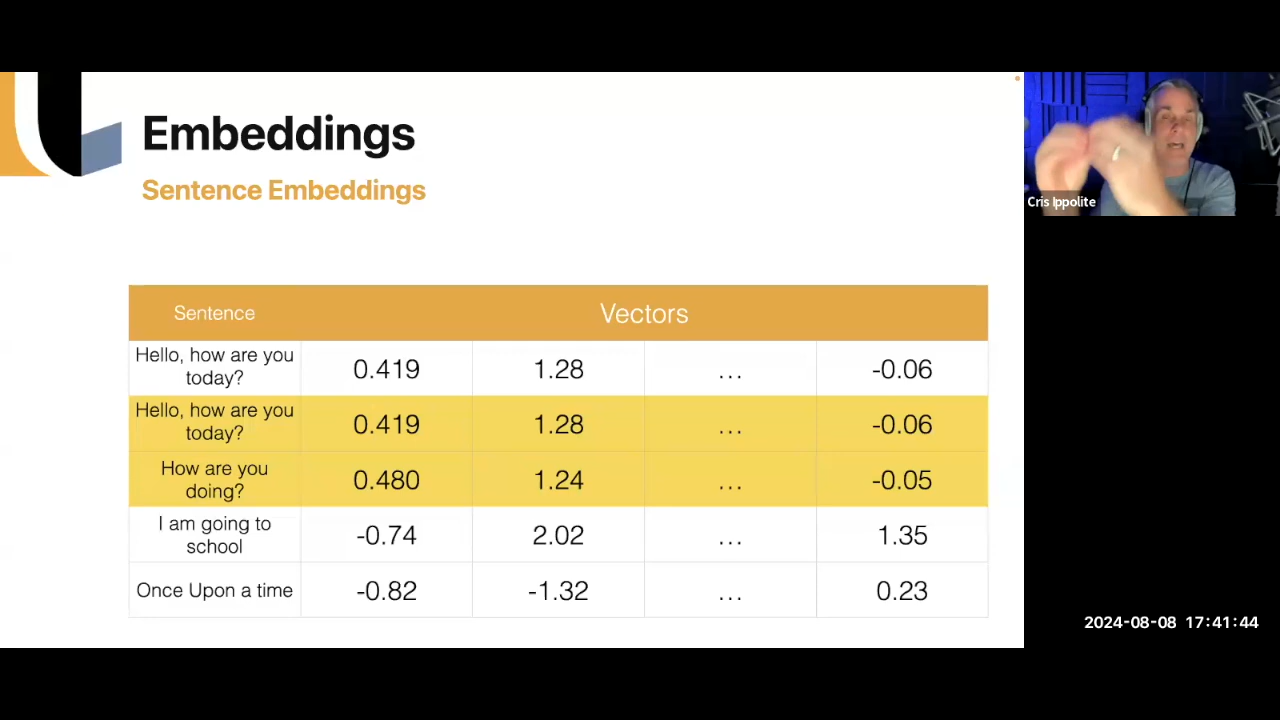 Embeddings
Sentence Embeddings
Cris Ippolite
Sentence Vectors
Hello, how are you
today?
0.419 1.28 ... -0.06
Hello, how are you
today?
0.419 1.28 ... -0.06
How are you
doing?
0.480 1.24 ... -0.05
I am going to
school
-0.74 2.02 ... 1.35
Once Upon a time -0.82 -1.32 ... 0.23
2024-08-08 17:41:44